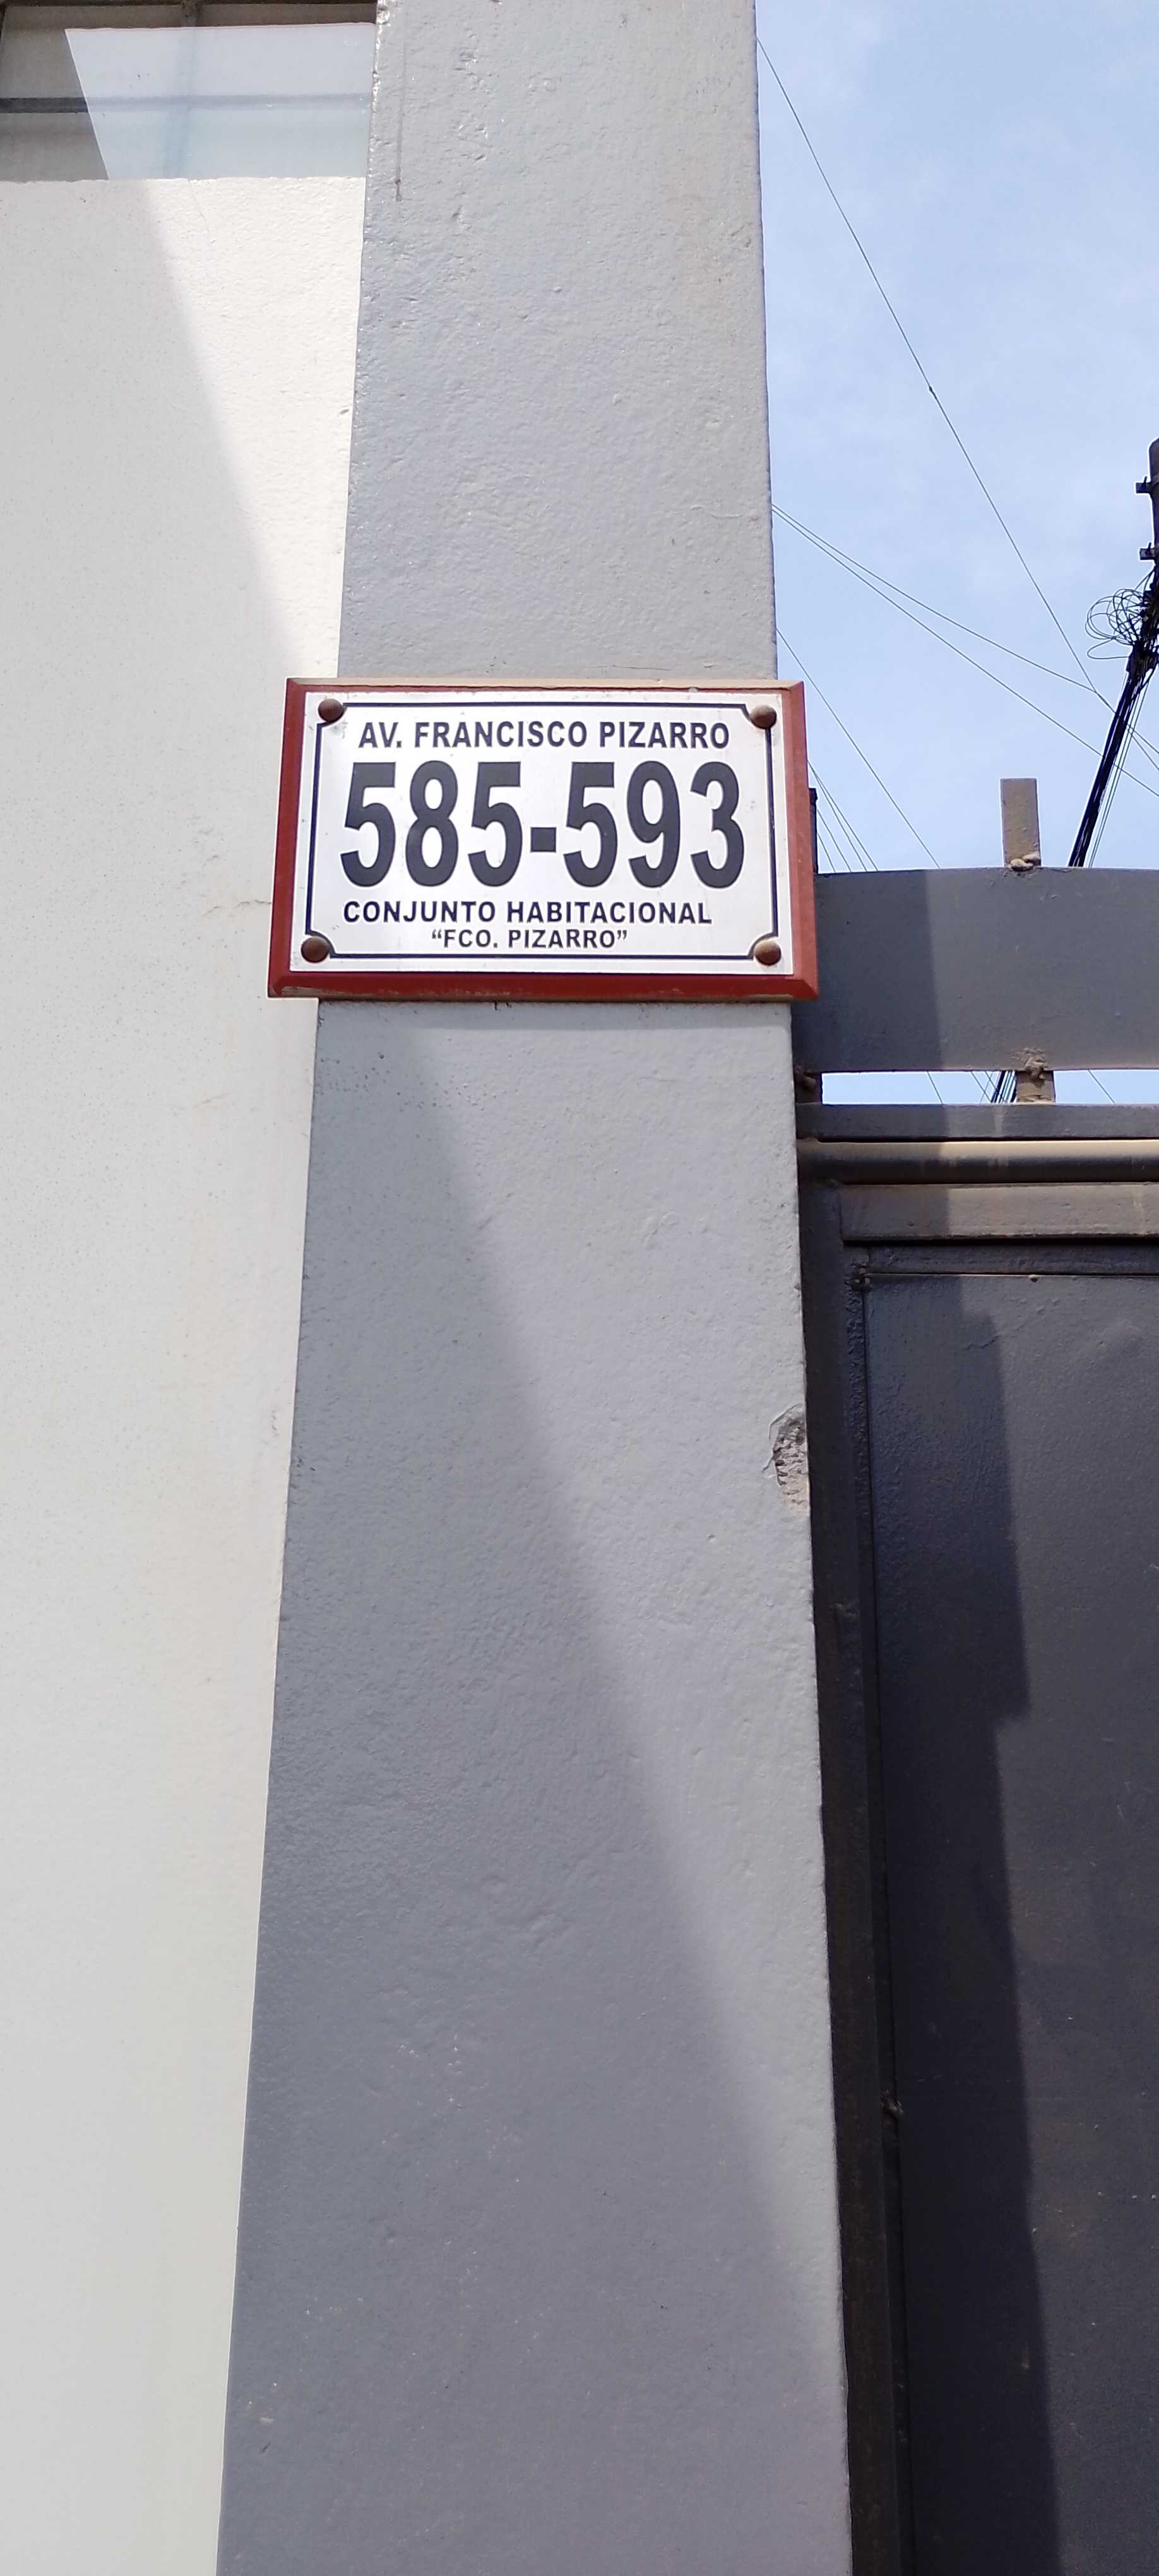 AV. FRANCISCO PIZARRO
585-593
CONJUNTO HABITACIONAL
“FCO. PIZARRO”